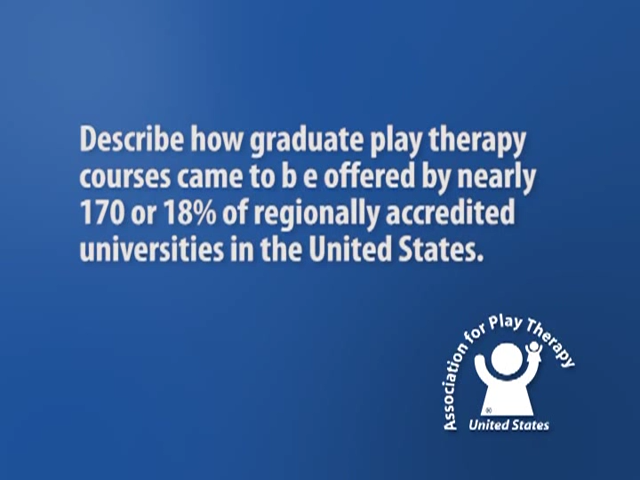 Describe how graduate play therapy
courses came to b e offered by nearly
170 or 18% of regionally accredited
universities in the United States.
Association for Play Therapy
®
United States